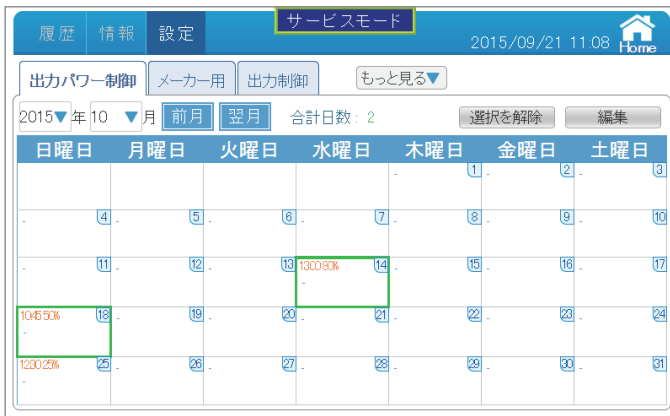 サービスモード
履歴 情報 設定 2015/09/21 11:08 Home
出力パワー制御 メーカー用 出力制御 もっと見る▼
2015▼年 10 ▼月 前月 翌月 合計日数: 2 選択を解除 編集
日曜日 月曜日 火曜日 水曜日 木曜日 金曜日 土曜日
- 1 - 2 - 3
- 4 - 5 - 6 - 7 - 8 - 9 - 10
- 11 - 12 - 13 13:00 80% 14 - 15 - 16 - 17
-
10:45 50% 18 - 19 - 20 - 21 - 22 - 23 - 24
-
12:30 25% 25 - 26 - 27 - 28 - 29 - 30 - 31
-